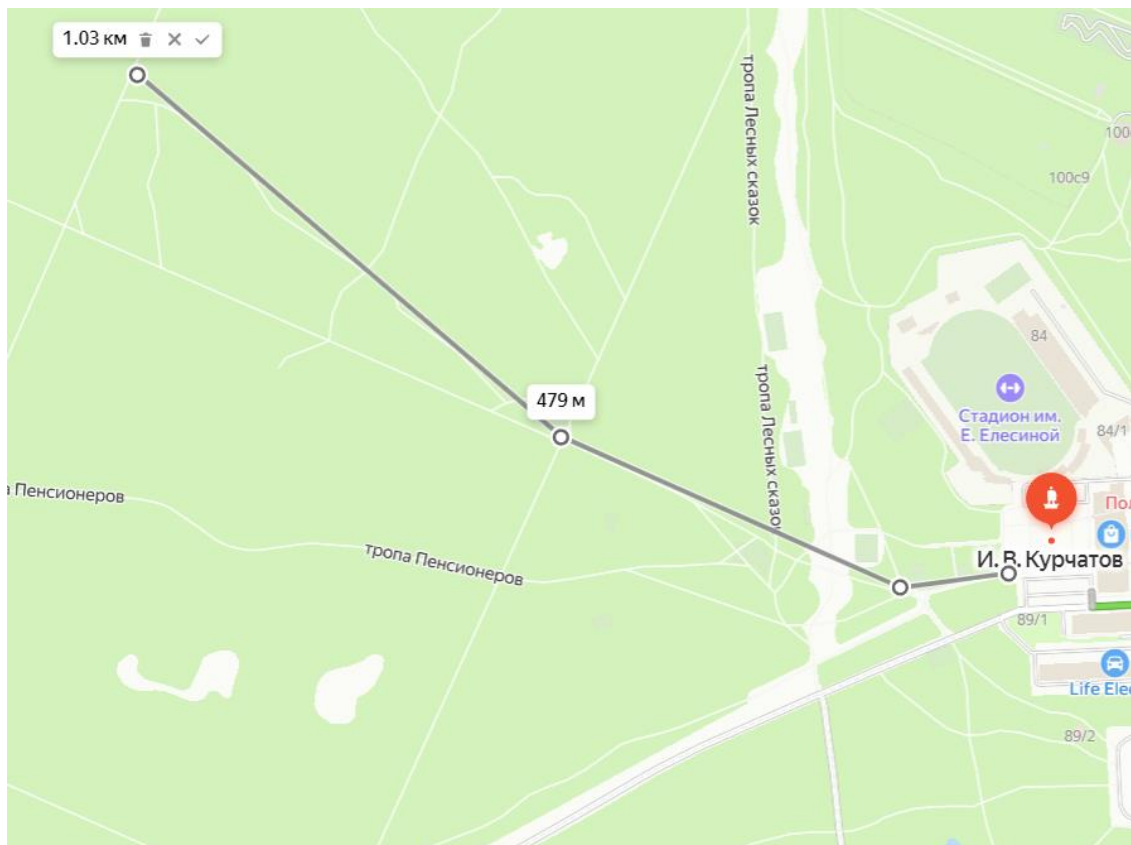 1.03 км
тропа Лесных сказок
100с9
84
Стадион им.
Е. Елесиной
84/1
479 м
тропа Лесных сказок
Пенсионеров
тропа Пенсионеров
И. В. Курчатов
89/1
Life
89/2